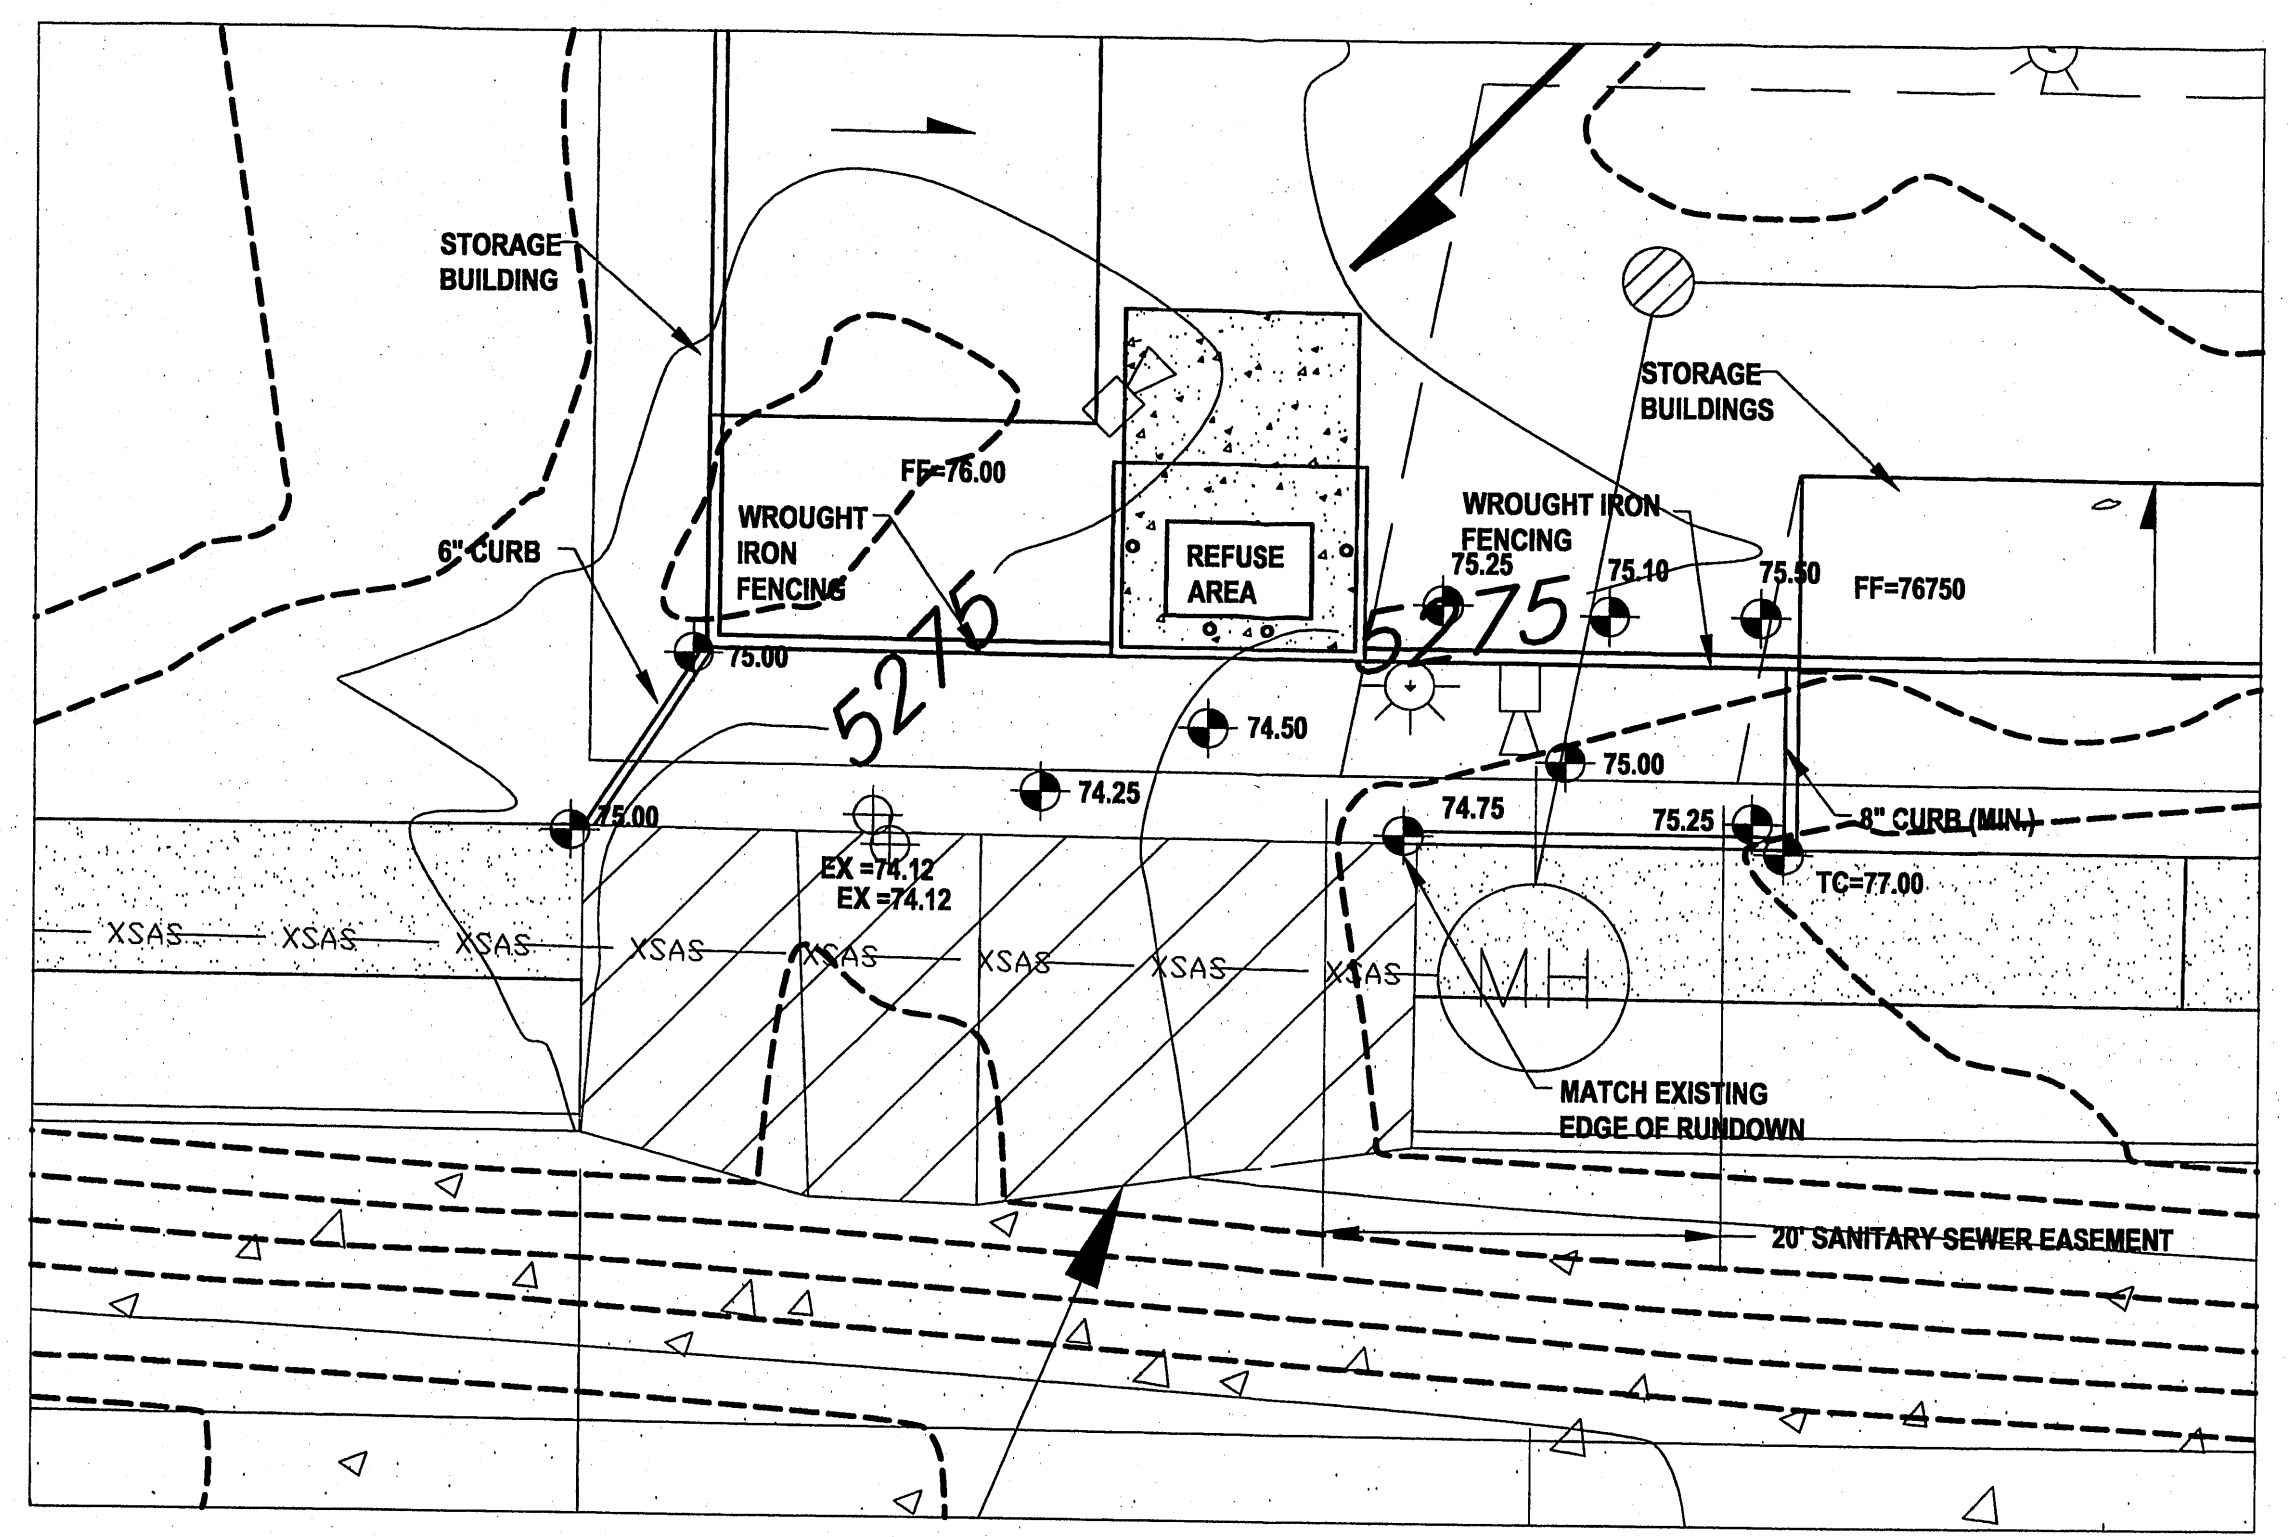 STORAGE
BUILDING
STORAGE
BUILDINGS
FF=76.00
WROUGHT
IRON
FENCING
WROUGHT IRON
FENCING
6" CURB
REFUSE
AREA
75.25
75.10
75.50
FF=76750
5275
5275
75.00
74.50
75.00
74.25
74.75
75.00
75.25
8" CURB (MIN.)
EX =74.12
EX =74.12
TC=77.00
XSAS XSAS XSAS XSAS XSAS XSAS XSAS XSAS
MH
MATCH EXISTING
EDGE OF RUNDOWN
20' SANITARY SEWER EASEMENT